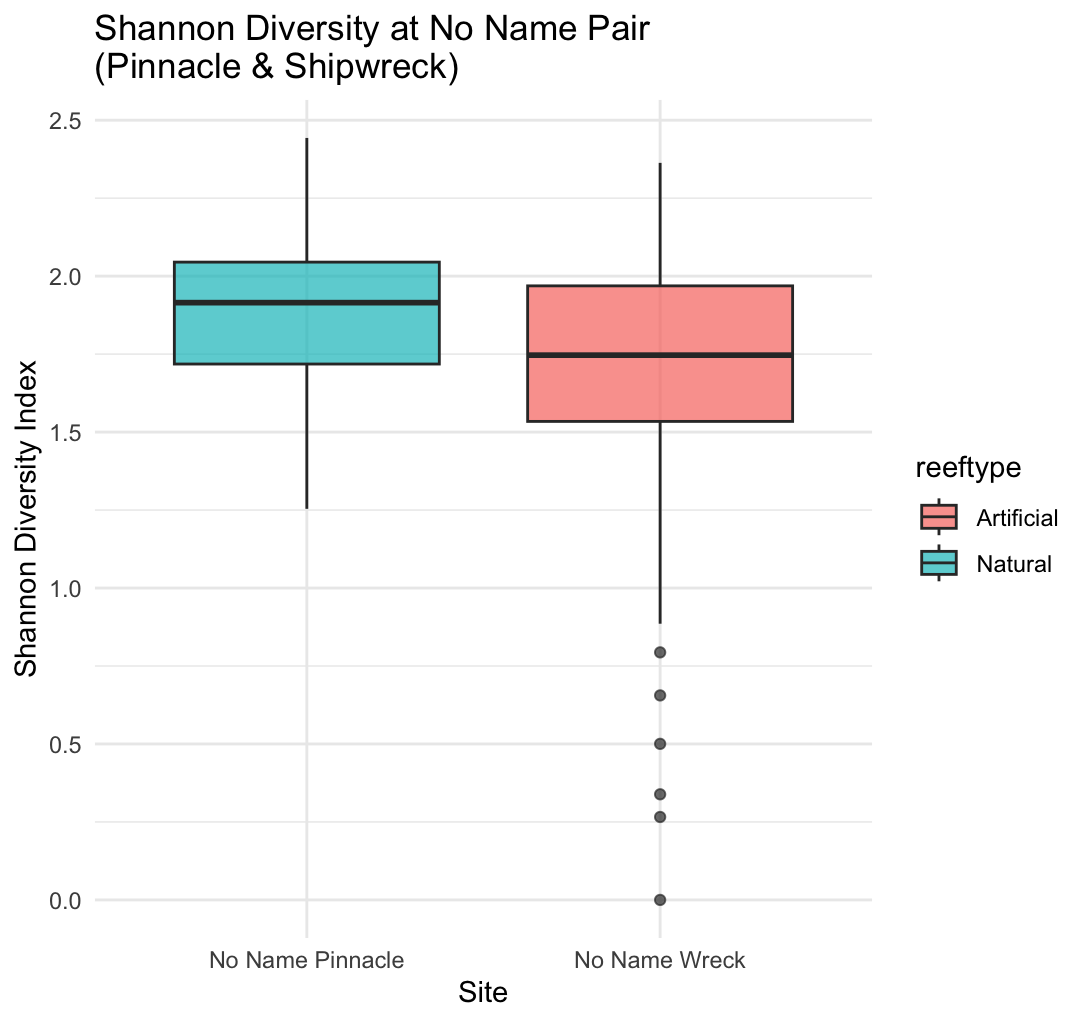 Shannon Diversity at No Name Pair
(Pinnacle & Shipwreck)
Shannon Diversity Index
2.5
2.0
1.5
1.0
0.5
0.0
No Name Pinnacle
No Name Wreck
Site
reeftype
Artificial
Natural